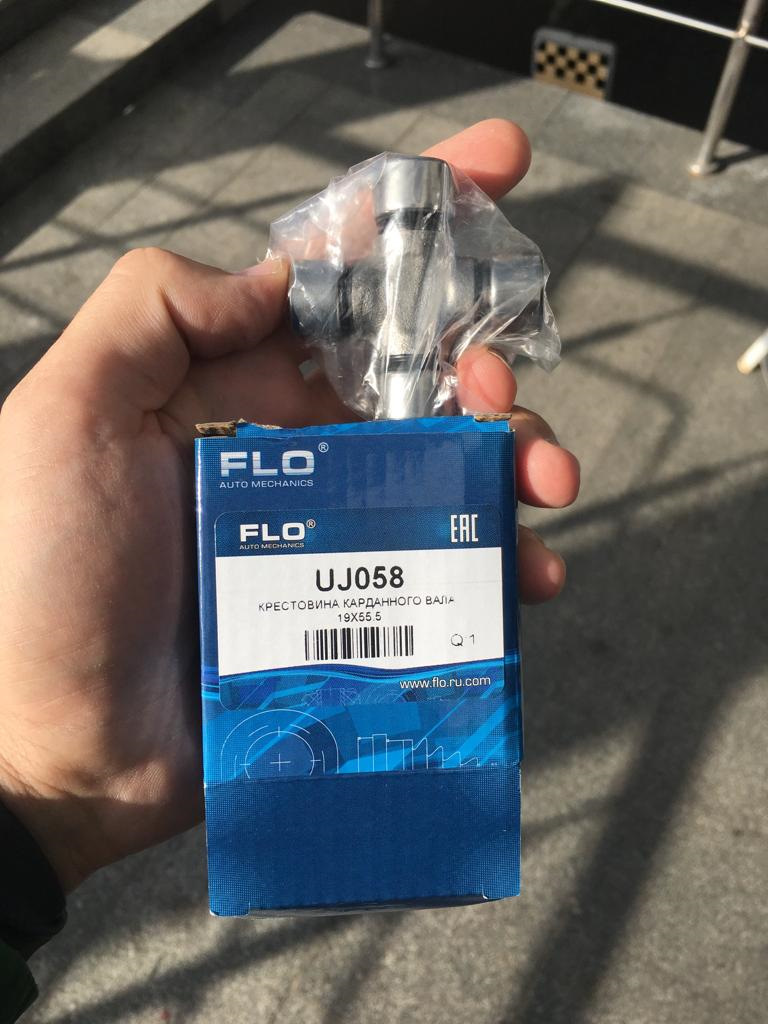 FLO®
AUTO MECHANICS
FLO®
AUTO MECHANICS
EAC
UJ058
КРЕСТОВИНА КАРДАННОГО ВАЛА
19X55.5
Q 1
www.flo.ru.com